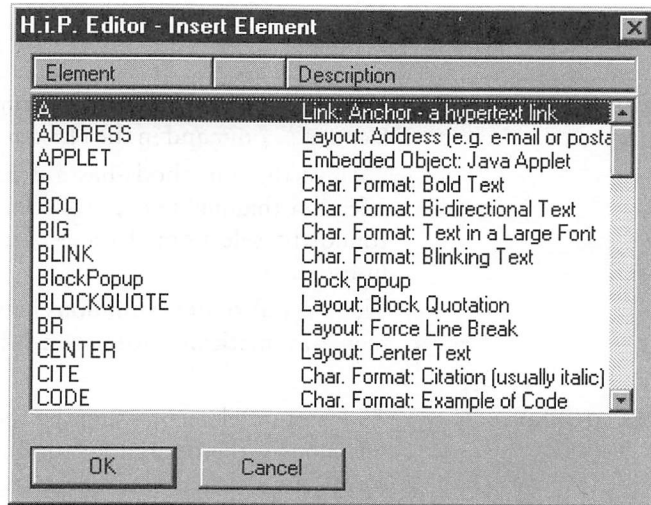 H.i.P. Editor - Insert Element
Element Description
A Link: Anchor - a hypertext link
ADDRESS Layout: Address (e.g. e-mail or posta
APPLET Embedded Object: Java Applet
B Char. Format: Bold Text
BDO Char. Format: Bi-directional Text
BIG Char. Format: Text in a Large Font
BLINK Char. Format: Blinking Text
BlockPopup Block popup
BLOCKQUOTE Layout: Block Quotation
BR Layout: Force Line Break
CENTER Layout: Center Text
CITE Char. Format: Citation (usually italic)
CODE Char. Format: Example of Code
OK Cancel